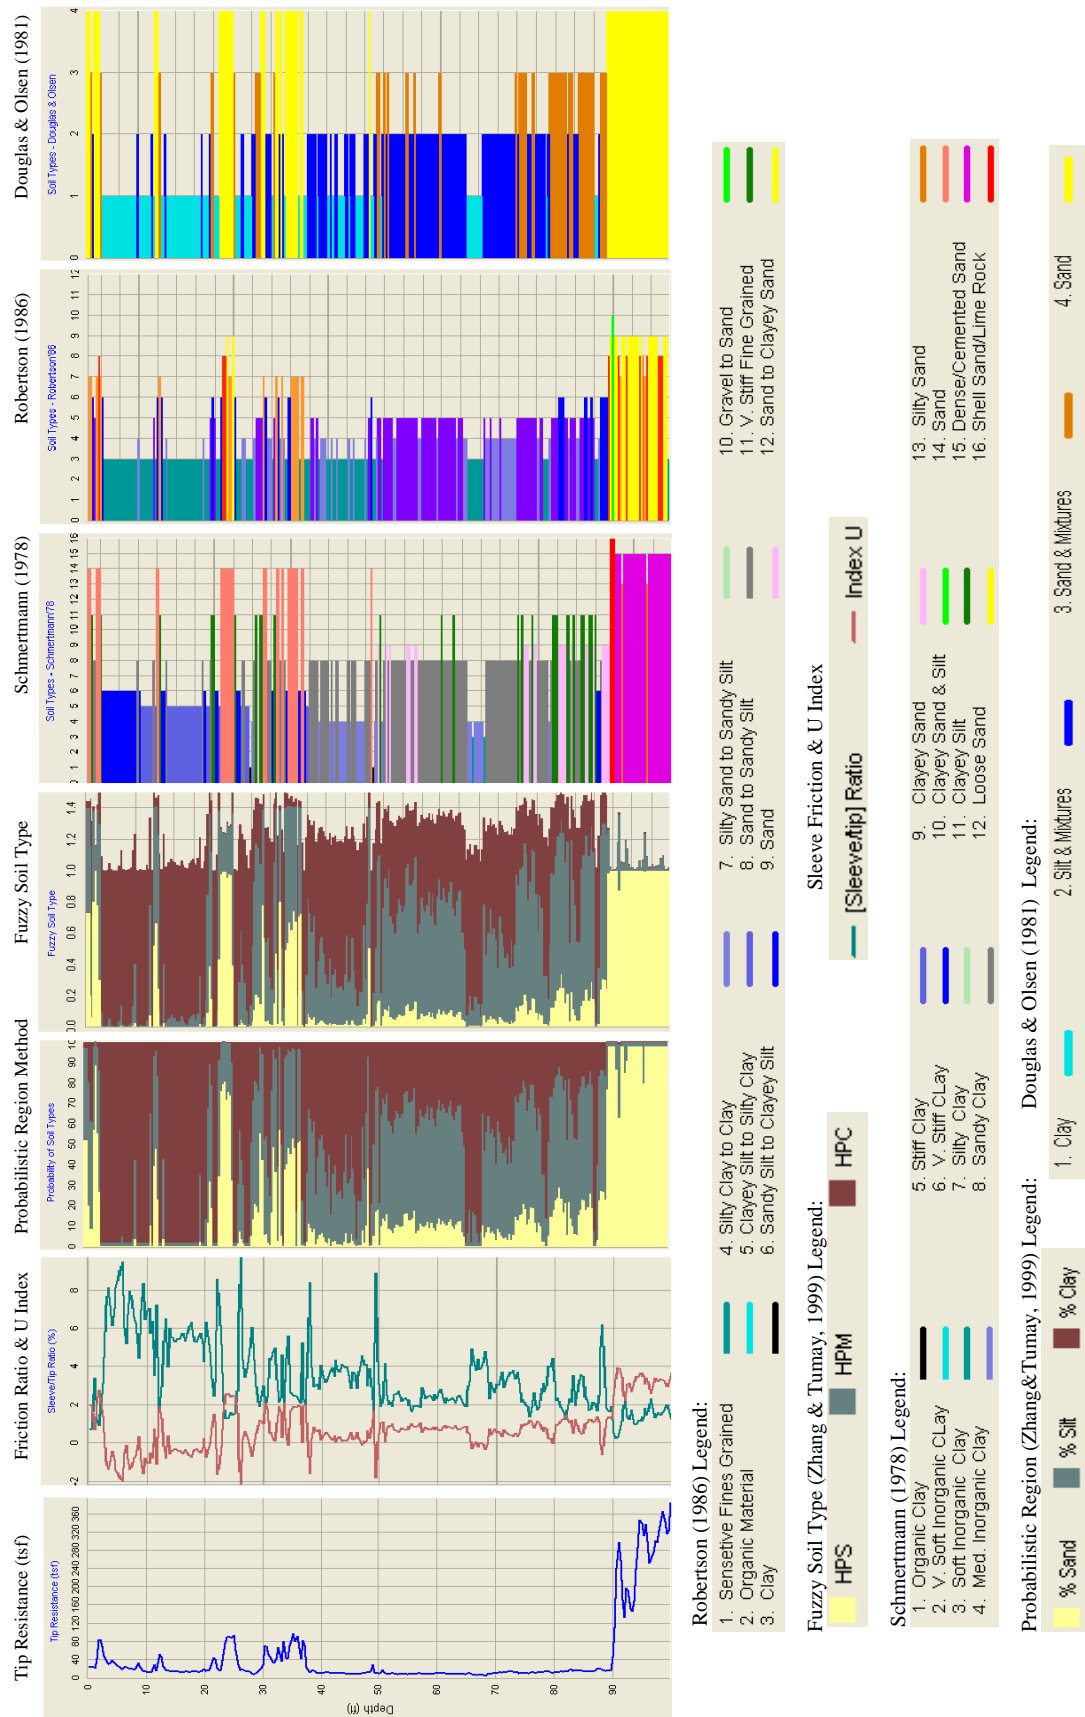 Tip Resistance (tsf)
Friction Ratio & U Index
Probabilistic Region Method
Fuzzy Soil Type
Schmertmann (1978)
Robertson (1986)
Douglas & Olsen (1981)
Tip Resistance (tsf)
Sleeve/Tip Ratio (%)
Probability of Soil Types
Fuzzy Soil Type
Soil Types - Schmertmann'78
Soil Types - Robertson'86
Soil Types - Douglas & Olsen
0 40 80 120 160 200 240 280 320 360
-2 0 2 4 6 8
0 10 20 30 40 50 60 70 80 90 10
0.0 0.2 0.4 0.6 0.8 1.0 1.2 1.4
0 1 2 3 4 5 6 7 8 9 10 11 12 13 14 15 16
0 1 2 3 4 5 6 7 8 9 10 11 12
0 1 2 3 4
0 10 20 30 40 50 60 70 80 90
Depth (ft)
Robertson (1986) Legend:
1. Sensetive Fines Grained
2. Organic Material
3. Clay
4. Silty Clay to Clay
5. Clayey Silt to Silty Clay
6. Sandy Silt to Clayey Silt
7. Silty Sand to Sandy Silt
8. Sand to Sandy Silt
9. Sand
10. Gravel to Sand
11. V. Stiff Fine Grained
12. Sand to Clayey Sand
Fuzzy Soil Type (Zhang & Tumay, 1999) Legend:
HPS
HPM
HPC
Sleeve Friction & U Index
[Sleeve/tip] Ratio
Index U
Schmertmann (1978) Legend:
1. Organic Clay
2. V. Soft Inorganic CLay
3. Soft Inorganic Clay
4. Med. Inorganic Clay
5. Stiff Clay
6. V. Stiff CLay
7. Silty Clay
8. Sandy Clay
9. Clayey Sand
10. Clayey Sand & Silt
11. Clayey Silt
12. Loose Sand
13. Silty Sand
14. Sand
15. Dense/Cemented Sand
16. Shell Sand/Lime Rock
Probabilistic Region (Zhang&Tumay, 1999) Legend:
% Sand
% Silt
% Clay
Douglas & Olsen (1981) Legend:
1. Clay
2. Silt & Mixtures
3. Sand & Mixtures
4. Sand